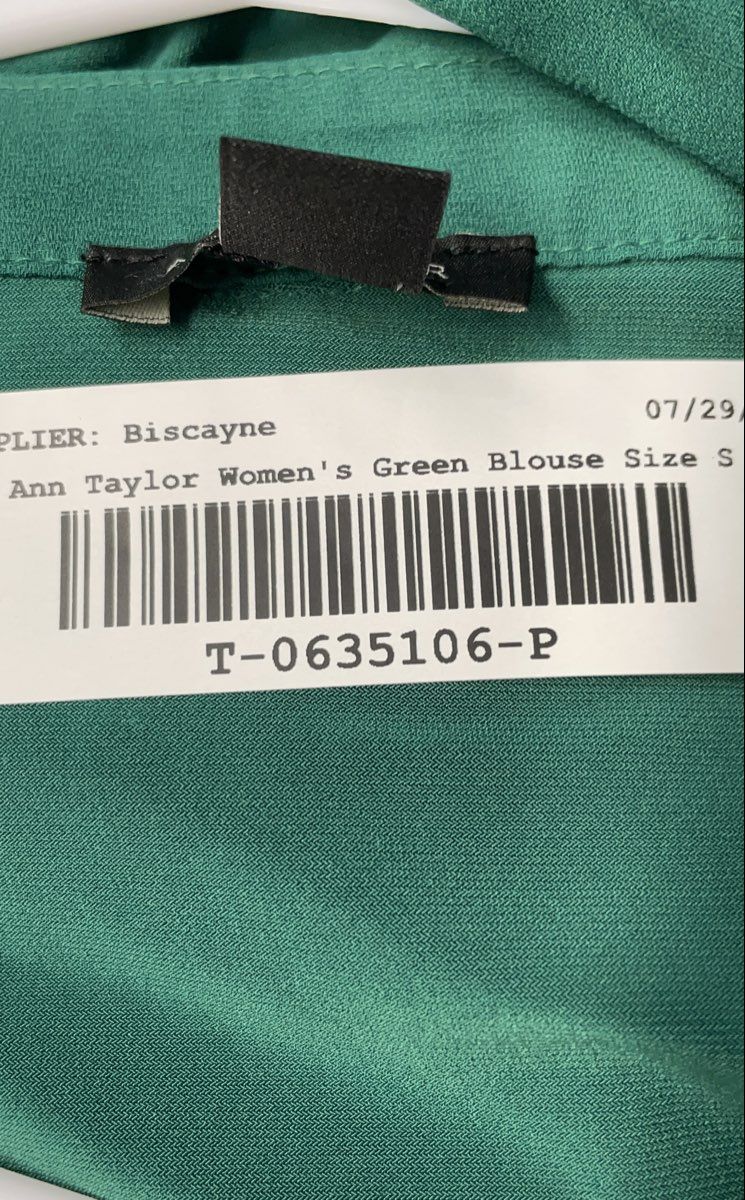 R
PLIER: Biscayne
07/29/
Ann Taylor Women's Green Blouse Size S
T-0635106-P